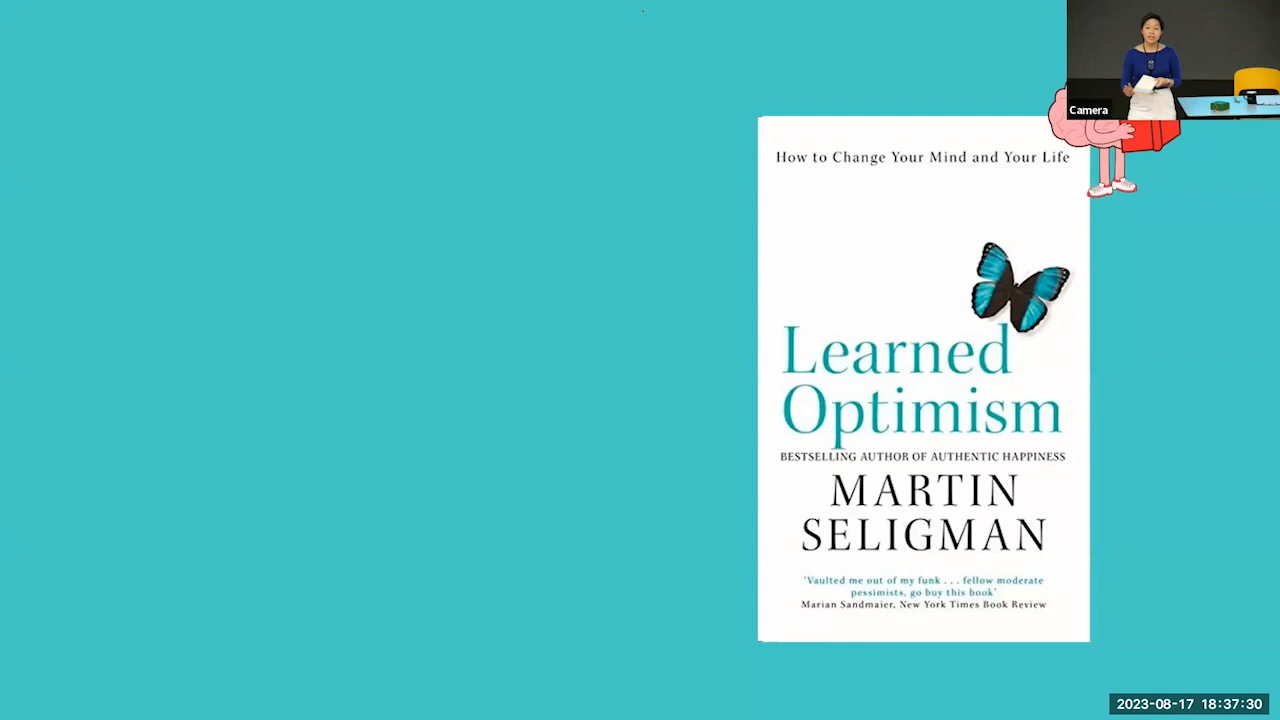 Camera
How to Change Your Mind and Your Life
Learned
Optimism
BESTSELLING AUTHOR OF AUTHENTIC HAPPINESS
MARTIN
SELIGMAN
'Vaulted me out of my funk . . . fellow moderate
pessimists, go buy this book'
Marian Sandmaier, New York Times Book Review
2023-08-17 18:37:30